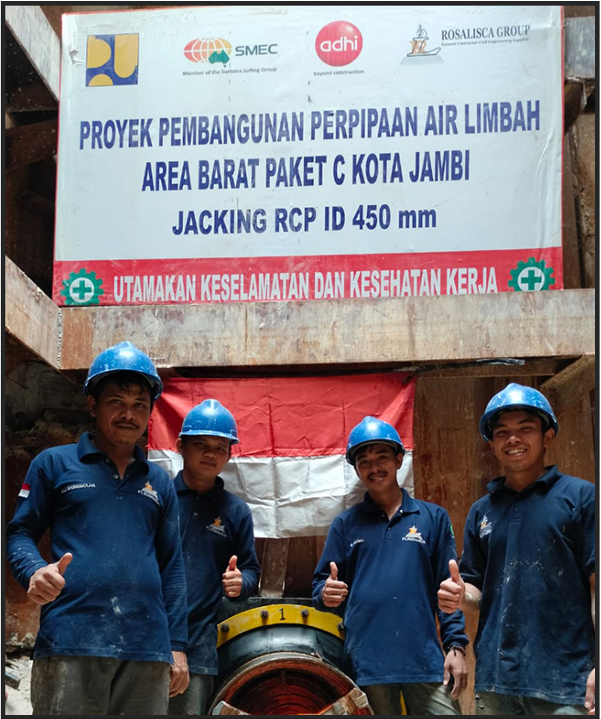 SMEC
Member of the Surbana Jurong Group
adhi
beyond construction
ROSALISCA GROUP
PROYEK PEMBANGUNAN PERPIPAAN AIR LIMBAH
AREA BARAT PAKET C KOTA JAMBI
JACKING RCP ID 450 mm
UTAMAKAN KESELAMATAN DAN KESEHATAN KERJA
1